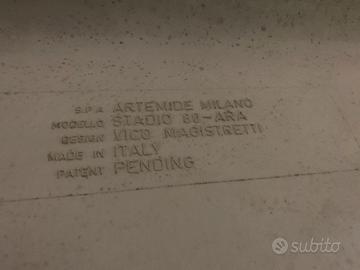 S.P.A ARTEMIDE MILANO
MODELLO STADIO 80-ARA
DESIGN VICO MAGISTRETTI
MADE IN ITALY
PATENT PENDING
subito